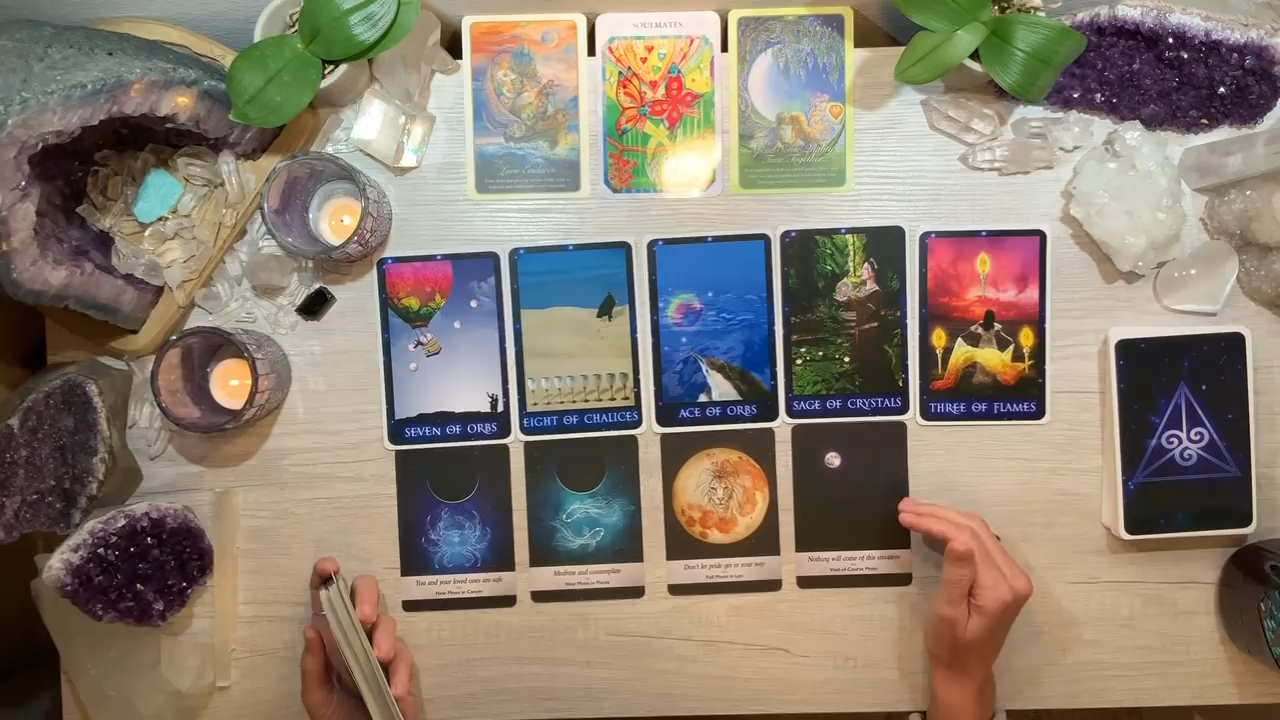 Love Endures
SOULMATES
Time Together
SEVEN OF ORBS
EIGHT OF CHALICES
ACE OF ORBS
SAGE OF CRYSTALS
THREE OF FLAMES
You and your loved ones are safe
New Moon in Cancer
Meditate and contemplate
New Moon in Pisces
Don't let pride get in your way
Full Moon in Leo
Nothing will come of this situation
Void-of-Course Moon